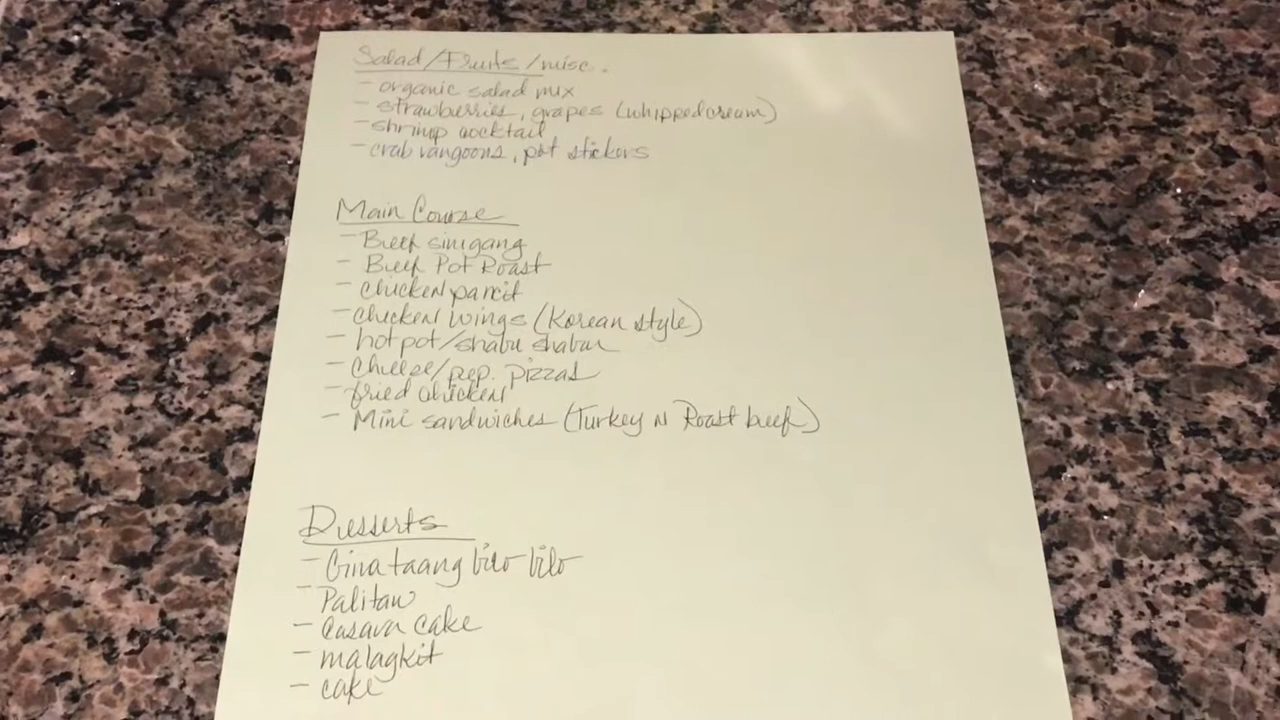 Salad/Fruits/misc.
- organic salad mix
- strawberries, grapes (whipped cream)
- shrimp cocktail
- crab rangoons, pot stickers
Main Course
- Beef sinigang
- Beef Pot Roast
- chicken pancit
- chicken wings (Korean style)
- hot pot/shabu shabu
- Cheese/pep. pizzas
- fried chicken
- Mini sandwiches (Turkey N Roast beef)
Desserts
- Ginataang bilo bilo
- Palitaw
- Casava cake
- malagkit
- cake